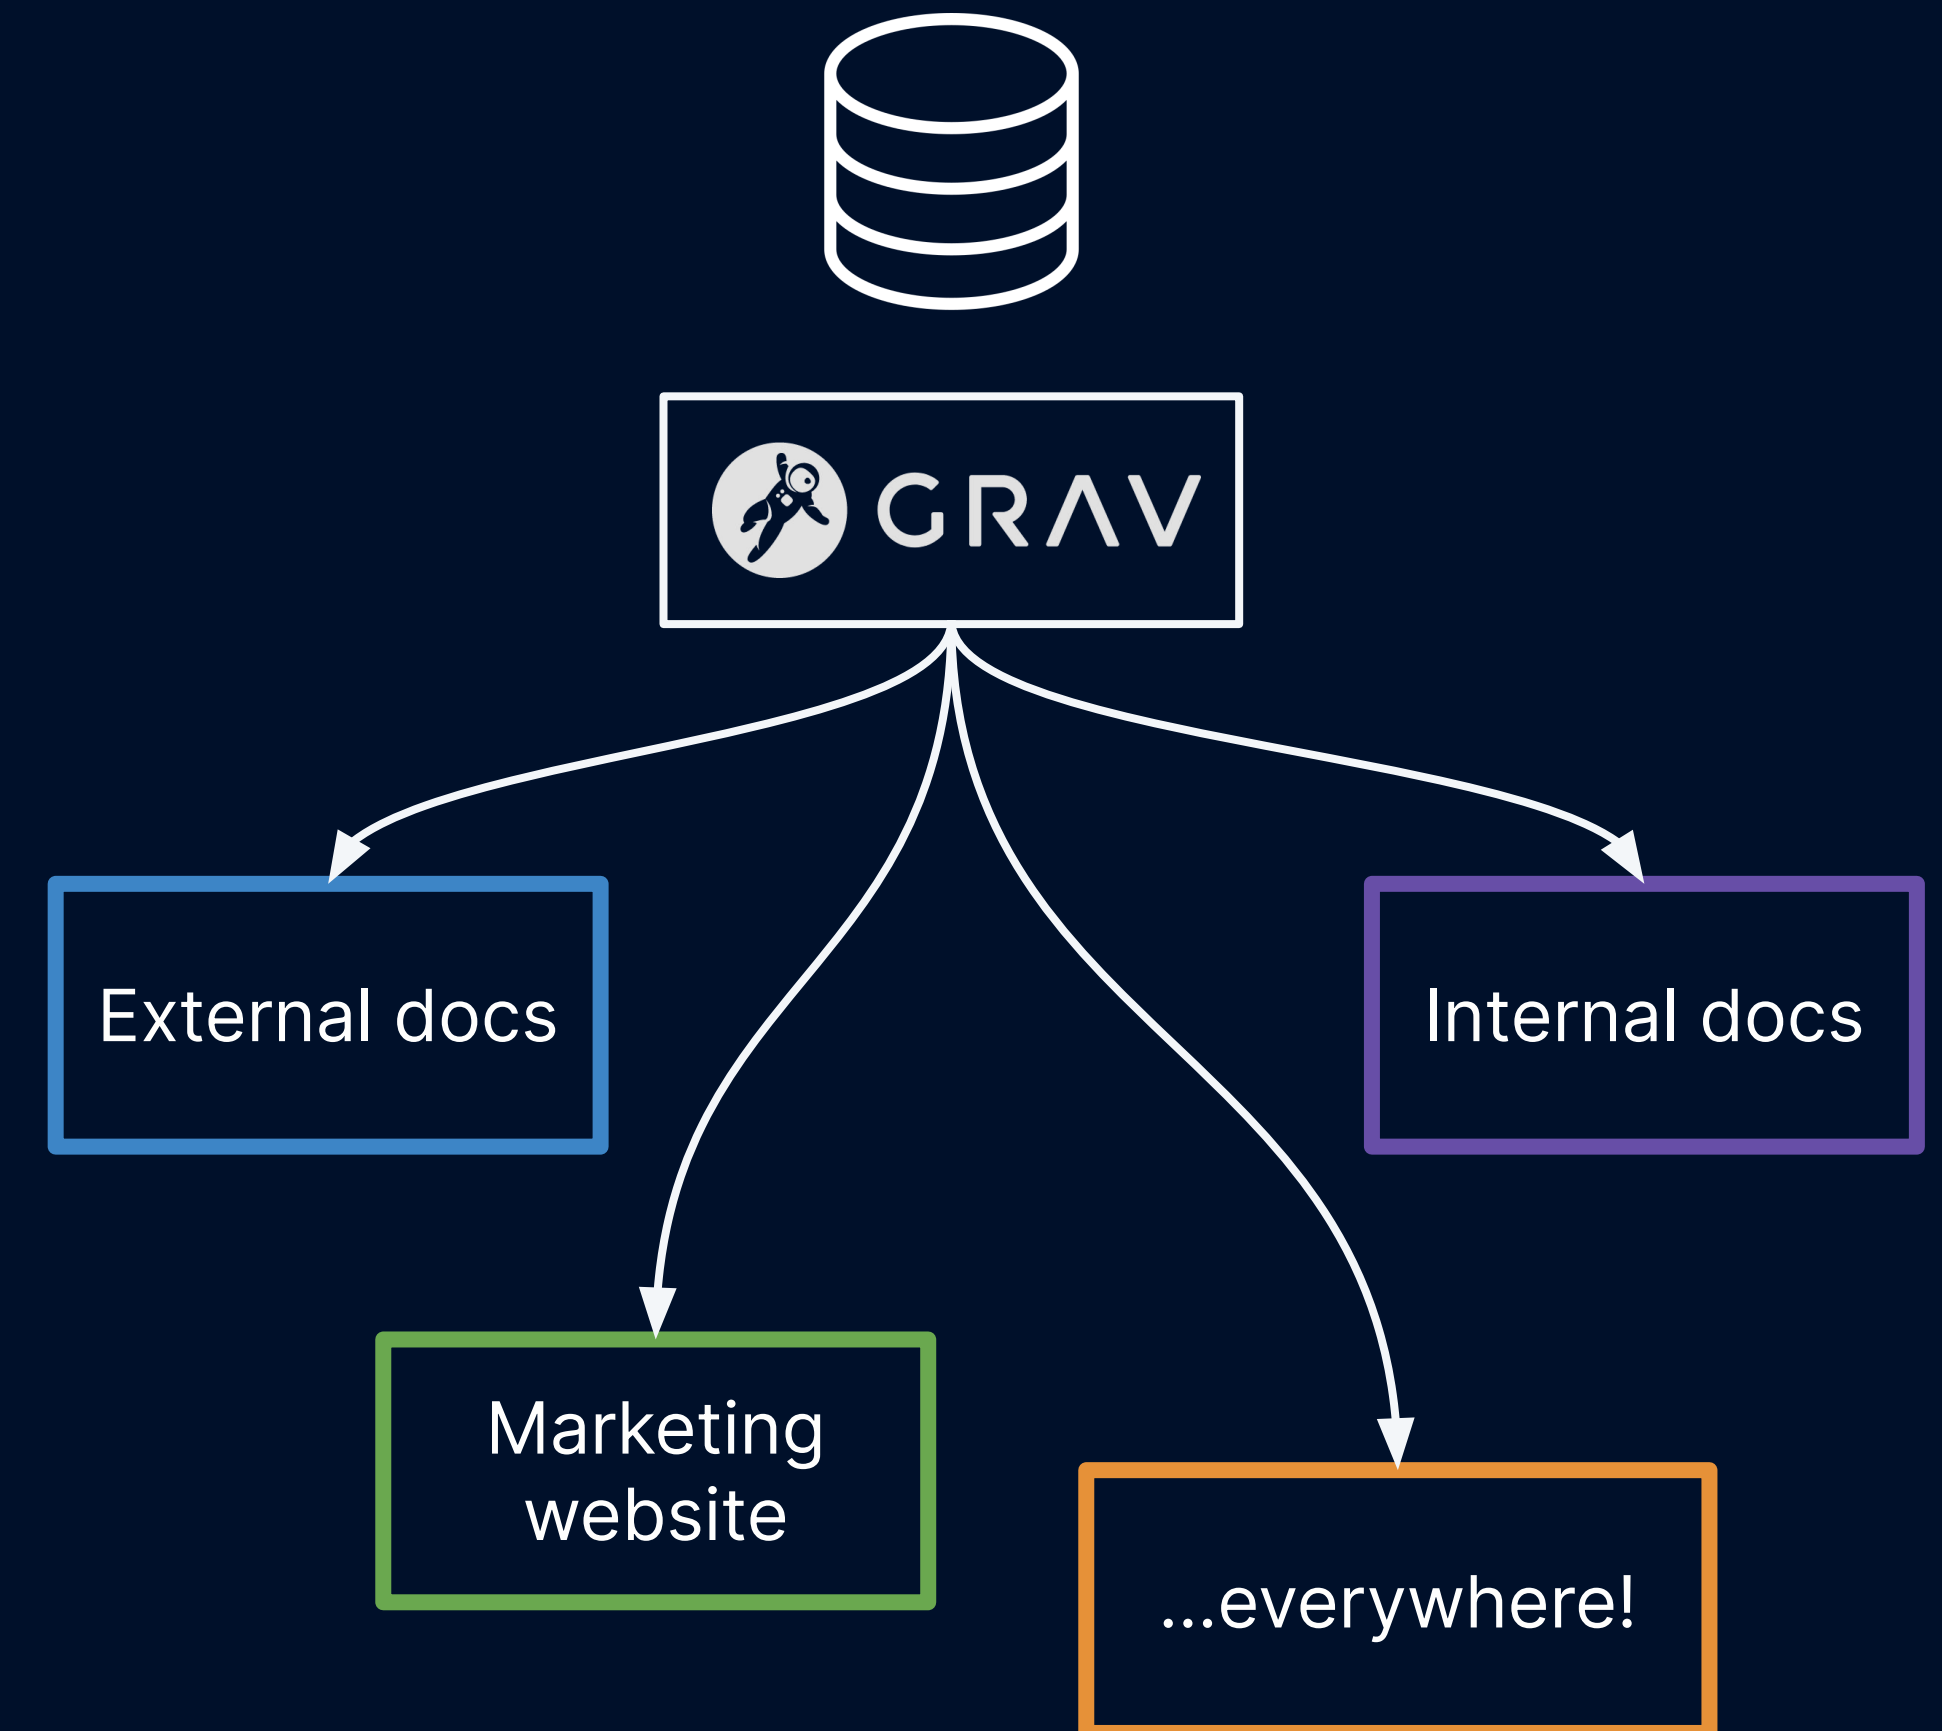 GRAV
External docs
Internal docs
Marketing
website
...everywhere!